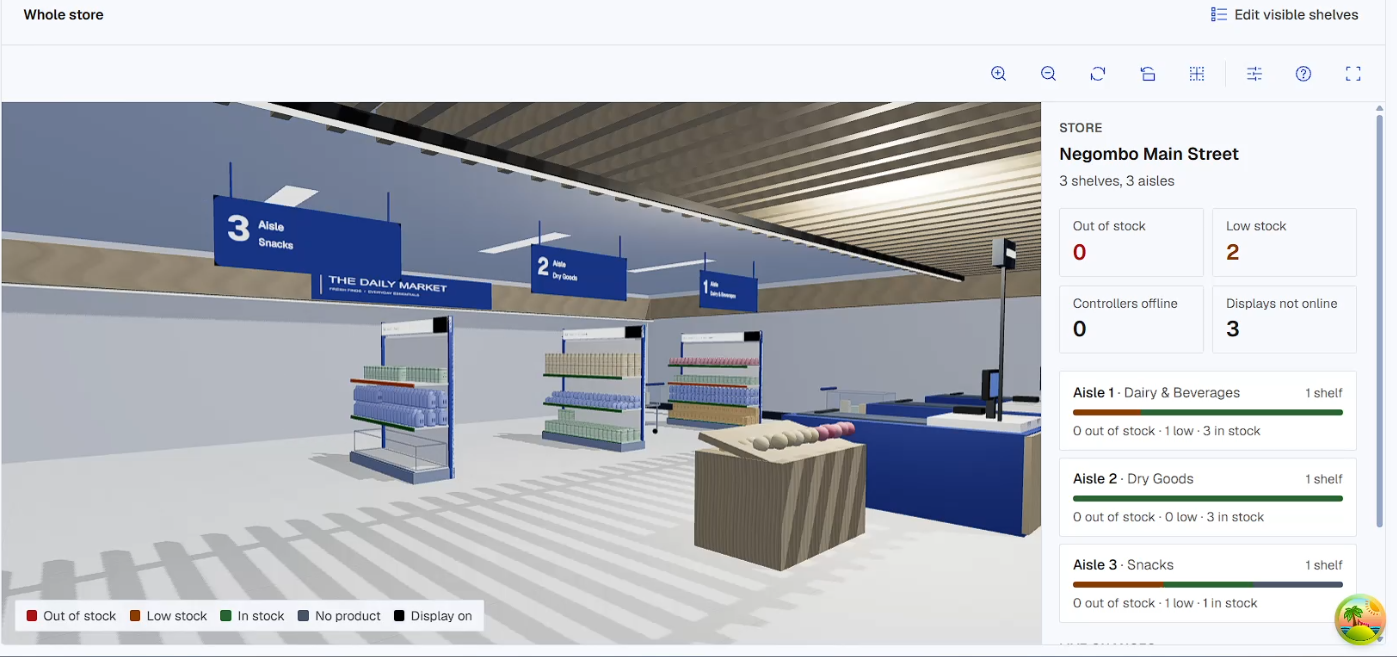 Whole store
Edit visible shelves
3 Aisle
Snacks
THE DAILY MARKET
FRESH FINDS | EVERYDAY ESSENTIALS
2 Aisle
Dry Goods
1 Aisle
Dairy & Beverages
Out of stock
Low stock
In stock
No product
Display on
STORE
Negombo Main Street
3 shelves, 3 aisles
Out of stock
0
Low stock
2
Controllers offline
0
Displays not online
3
Aisle 1 · Dairy & Beverages
1 shelf
0 out of stock · 1 low · 3 in stock
Aisle 2 · Dry Goods
1 shelf
0 out of stock · 0 low · 3 in stock
Aisle 3 · Snacks
1 shelf
0 out of stock · 1 low · 1 in stock